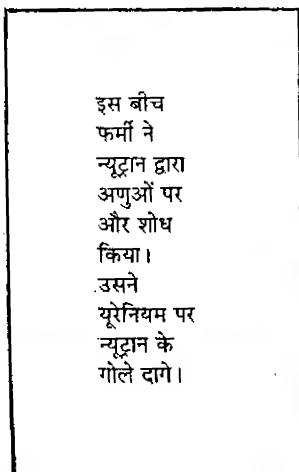 इस बीच
फर्मी ने
न्यूट्रान द्वारा
अणुओं पर
और शोध
किया।
उसने
यूरेनियम पर
न्यूट्रान के
गोले दागे।